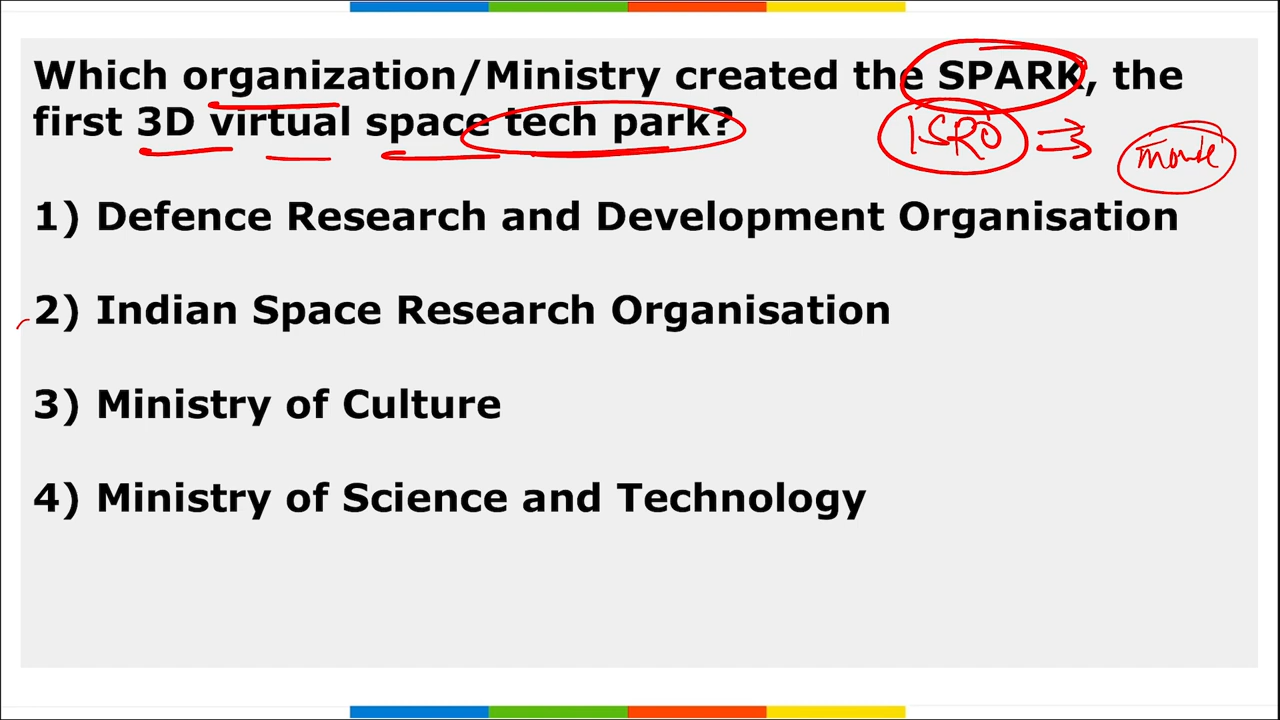 Which organization/Ministry created the SPARK, the
first 3D virtual space tech park?
ISRO
1) Defence Research and Development Organisation
2) Indian Space Research Organisation
3) Ministry of Culture
4) Ministry of Science and Technology